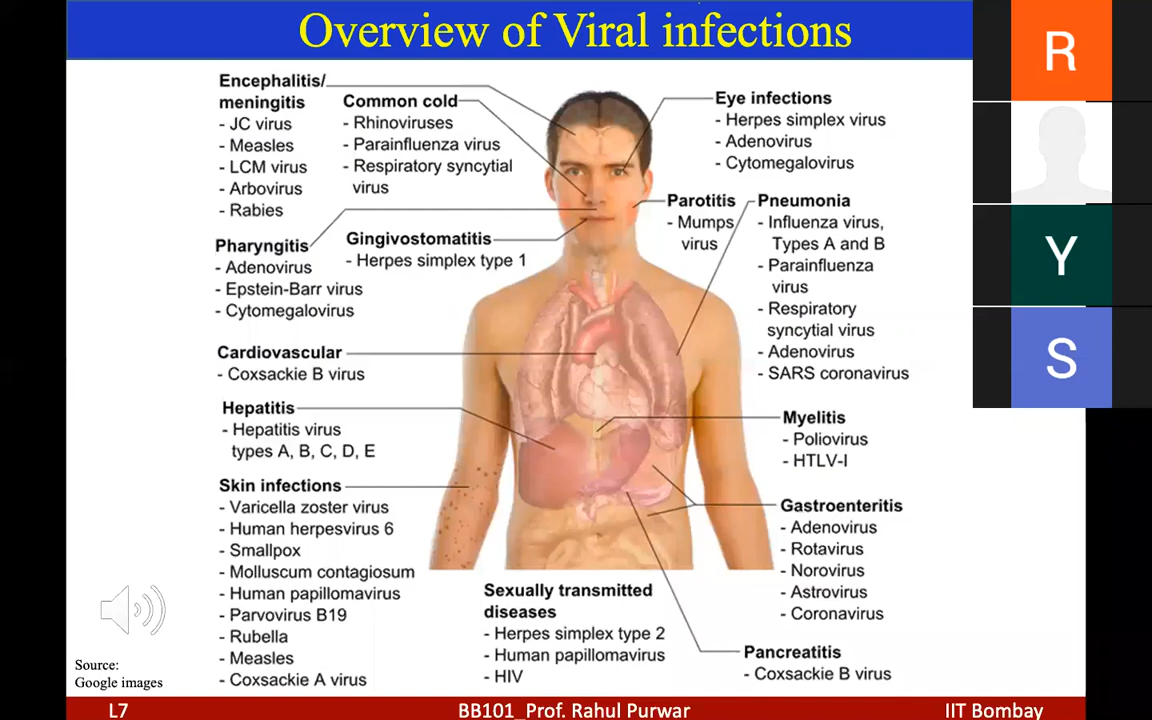 Overview of Viral infections
Encephalitis/
meningitis
- JC virus
- Measles
- LCM virus
- Arbovirus
- Rabies
Common cold
- Rhinoviruses
- Parainfluenza virus
- Respiratory syncytial
virus
Pharyngitis
- Adenovirus
- Epstein-Barr virus
- Cytomegalovirus
Gingivostomatitis
- Herpes simplex type 1
Cardiovascular
- Coxsackie B virus
Hepatitis
- Hepatitis virus
types A, B, C, D, E
Skin infections
- Varicella zoster virus
- Human herpesvirus 6
- Smallpox
- Molluscum contagiosum
- Human papillomavirus
- Parvovirus B19
- Rubella
- Measles
- Coxsackie A virus
Sexually transmitted
diseases
- Herpes simplex type 2
- Human papillomavirus
- HIV
Eye infections
- Herpes simplex virus
- Adenovirus
- Cytomegalovirus
Parotitis
- Mumps
virus
Pneumonia
- Influenza virus,
Types A and B
- Parainfluenza
virus
- Respiratory
syncytial virus
- Adenovirus
- SARS coronavirus
Myelitis
- Poliovirus
- HTLV-I
Gastroenteritis
- Adenovirus
- Rotavirus
- Norovirus
- Astrovirus
- Coronavirus
Pancreatitis
- Coxsackie B virus
Source:
Google images
L7
BB101_Prof. Rahul Purwar
IIT Bombay
R
Y
S